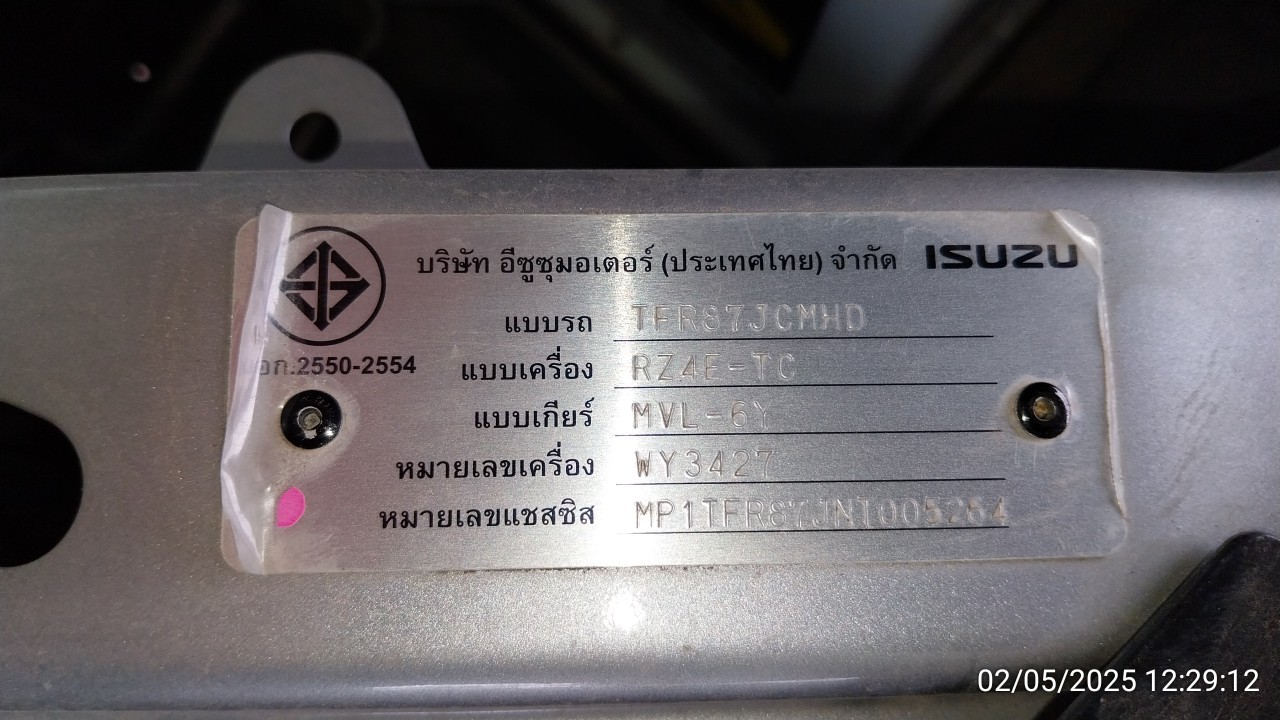 บริษัท อีซูซุมอเตอร์ (ประเทศไทย) จำกัด ISUZU
แบบรถ TFR87JCMHD
อก.2550-2554
แบบเครื่อง RZ4E-TC
แบบเกียร์ MVL-6Y
หมายเลขเครื่อง WY3427
หมายเลขแชสซิส MP1TFR87JN1005264
02/05/2025 12:29:12